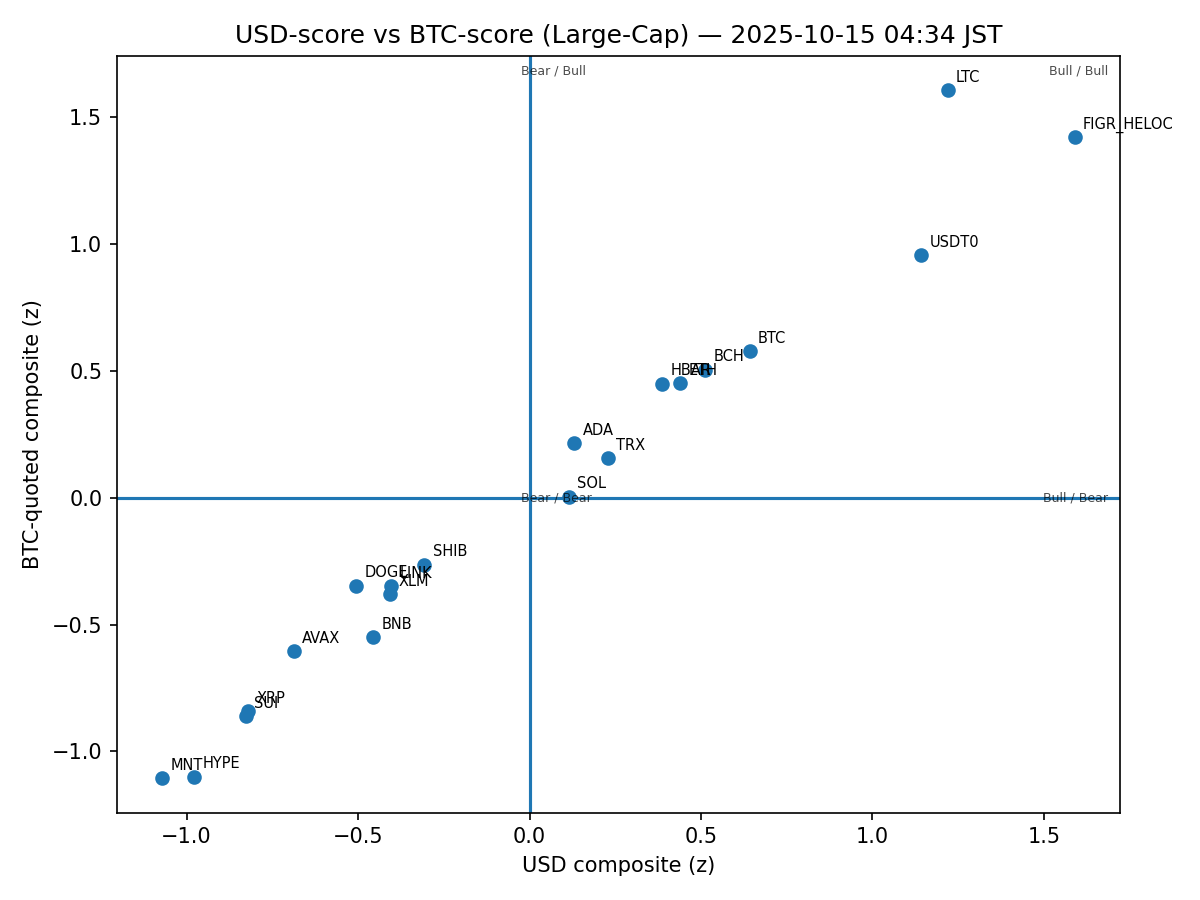 USD-score vs BTC-score (Large-Cap) — 2025-10-15 04:34 JST
Bear / Bull
Bull / Bull
LTC
FIGR_HELOC
USDT0
BTC
BCH
HBAR
ETH
ADA
TRX
SOL
Bear / Bear
Bull / Bear
SHIB
DOGE
LINK
XLM
BNB
AVAX
XRP
SUI
MNT
HYPE
1.5
1.0
0.5
0.0
−0.5
−1.0
BTC-quoted composite (z)
−1.0
−0.5
0.0
0.5
1.0
1.5
USD composite (z)